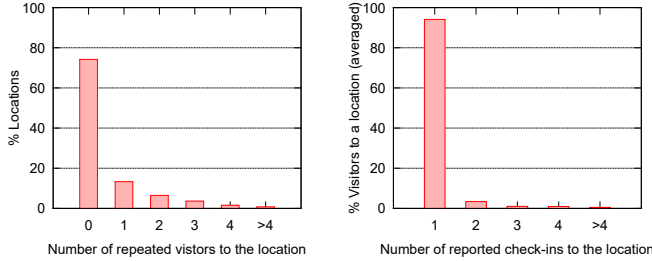 100
80
60
40
20
0
% Locations
0 1 2 3 4 >4
Number of repeated vistors to the location
100
80
60
40
20
0
% Visitors to a location (averaged)
1 2 3 4 >4
Number of reported check-ins to the location